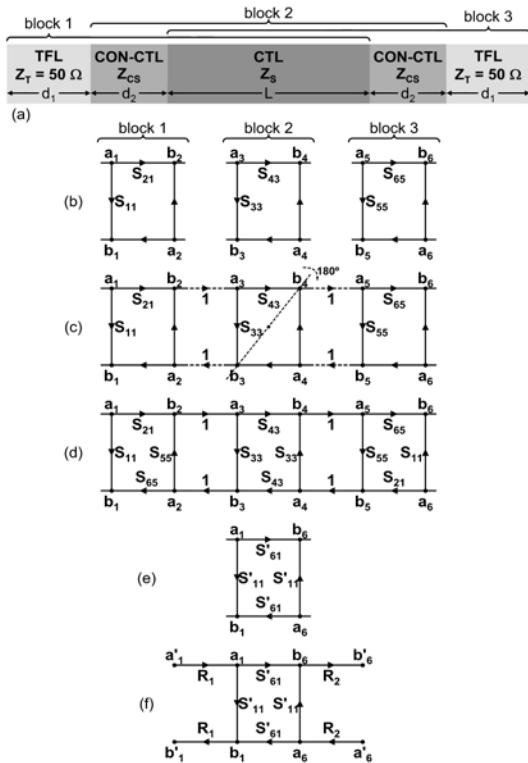 block 1
block 2
block 3
TFL CON-CTL CTL CON-CTL TFL
Z_T = 50 Ω Z_CS Z_S Z_CS Z_T = 50 Ω
d_1 d_2 L d_2 d_1
(a)
block 1 block 2 block 3
a_1 b_2 a_3 b_4 a_5 b_6
S_21 S_43 S_65
(b) S_11 S_33 S_55
b_1 a_2 b_3 a_4 b_5 a_6
180º
a_1 b_2 a_3 b_4 a_5 b_6
S_21 1 S_43 1 S_65
(c) S_11 S_33 S_55
1 1
b_1 a_2 b_3 a_4 b_5 a_6
a_1 b_2 a_3 b_4 a_5 b_6
S_21 1 S_43 1 S_65
(d) S_11 S_55 S_33 S_33 S_55 S_11
S_65 1 S_43 1 S_21
b_1 a_2 b_3 a_4 b_5 a_6
a_1 b_6
S'_61
(e) S'_11 S'_11
S'_61
b_1 a_6
a'_1 a_1 b_6 b'_6
R_1 S'_61 R_2
(f) S'_11 S'_11
R_1 S'_61 R_2
b'_1 b_1 a_6 a'_6